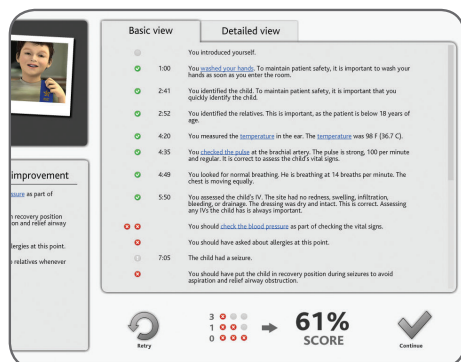 Basic view
Detailed view
You introduced yourself.
1:00 You washed your hands. To maintain patient safety, it is important to wash your
hands as soon as you enter the room.
2:41 You identified the child. To maintain patient safety, it is important that you
quickly identify the child.
2:52 You identified the relatives. This is important, as the patient is below 18 years of
age.
4:20 You measured the temperature in the ear. The temperature was 98 F (36.7 C).
4:35 You checked the pulse at the brachial artery. The pulse is strong, 100 per minute
and regular. It is correct to assess the child's vital signs.
4:49 You looked for normal breathing. He is breathing at 14 breaths per minute. The
chest is moving equally.
5:50 You assessed the child's IV. The site had no redness, swelling, infiltration,
bleeding, or drainage. The dressing was dry and intact. This is correct. Assessing
any IVs the child has is always important.
You should check the blood pressure as part of checking the vital signs.
You should have asked about allergies at this point.
7:05 The child had a seizure.
You should have put the child in recovery position during seizures to avoid
aspiration and relief airway obstruction.
improvement
as part of
recovery position
on and relief airway
allergies at this point.
relatives whenever
Retry
3
1
0
61%
SCORE
Continue